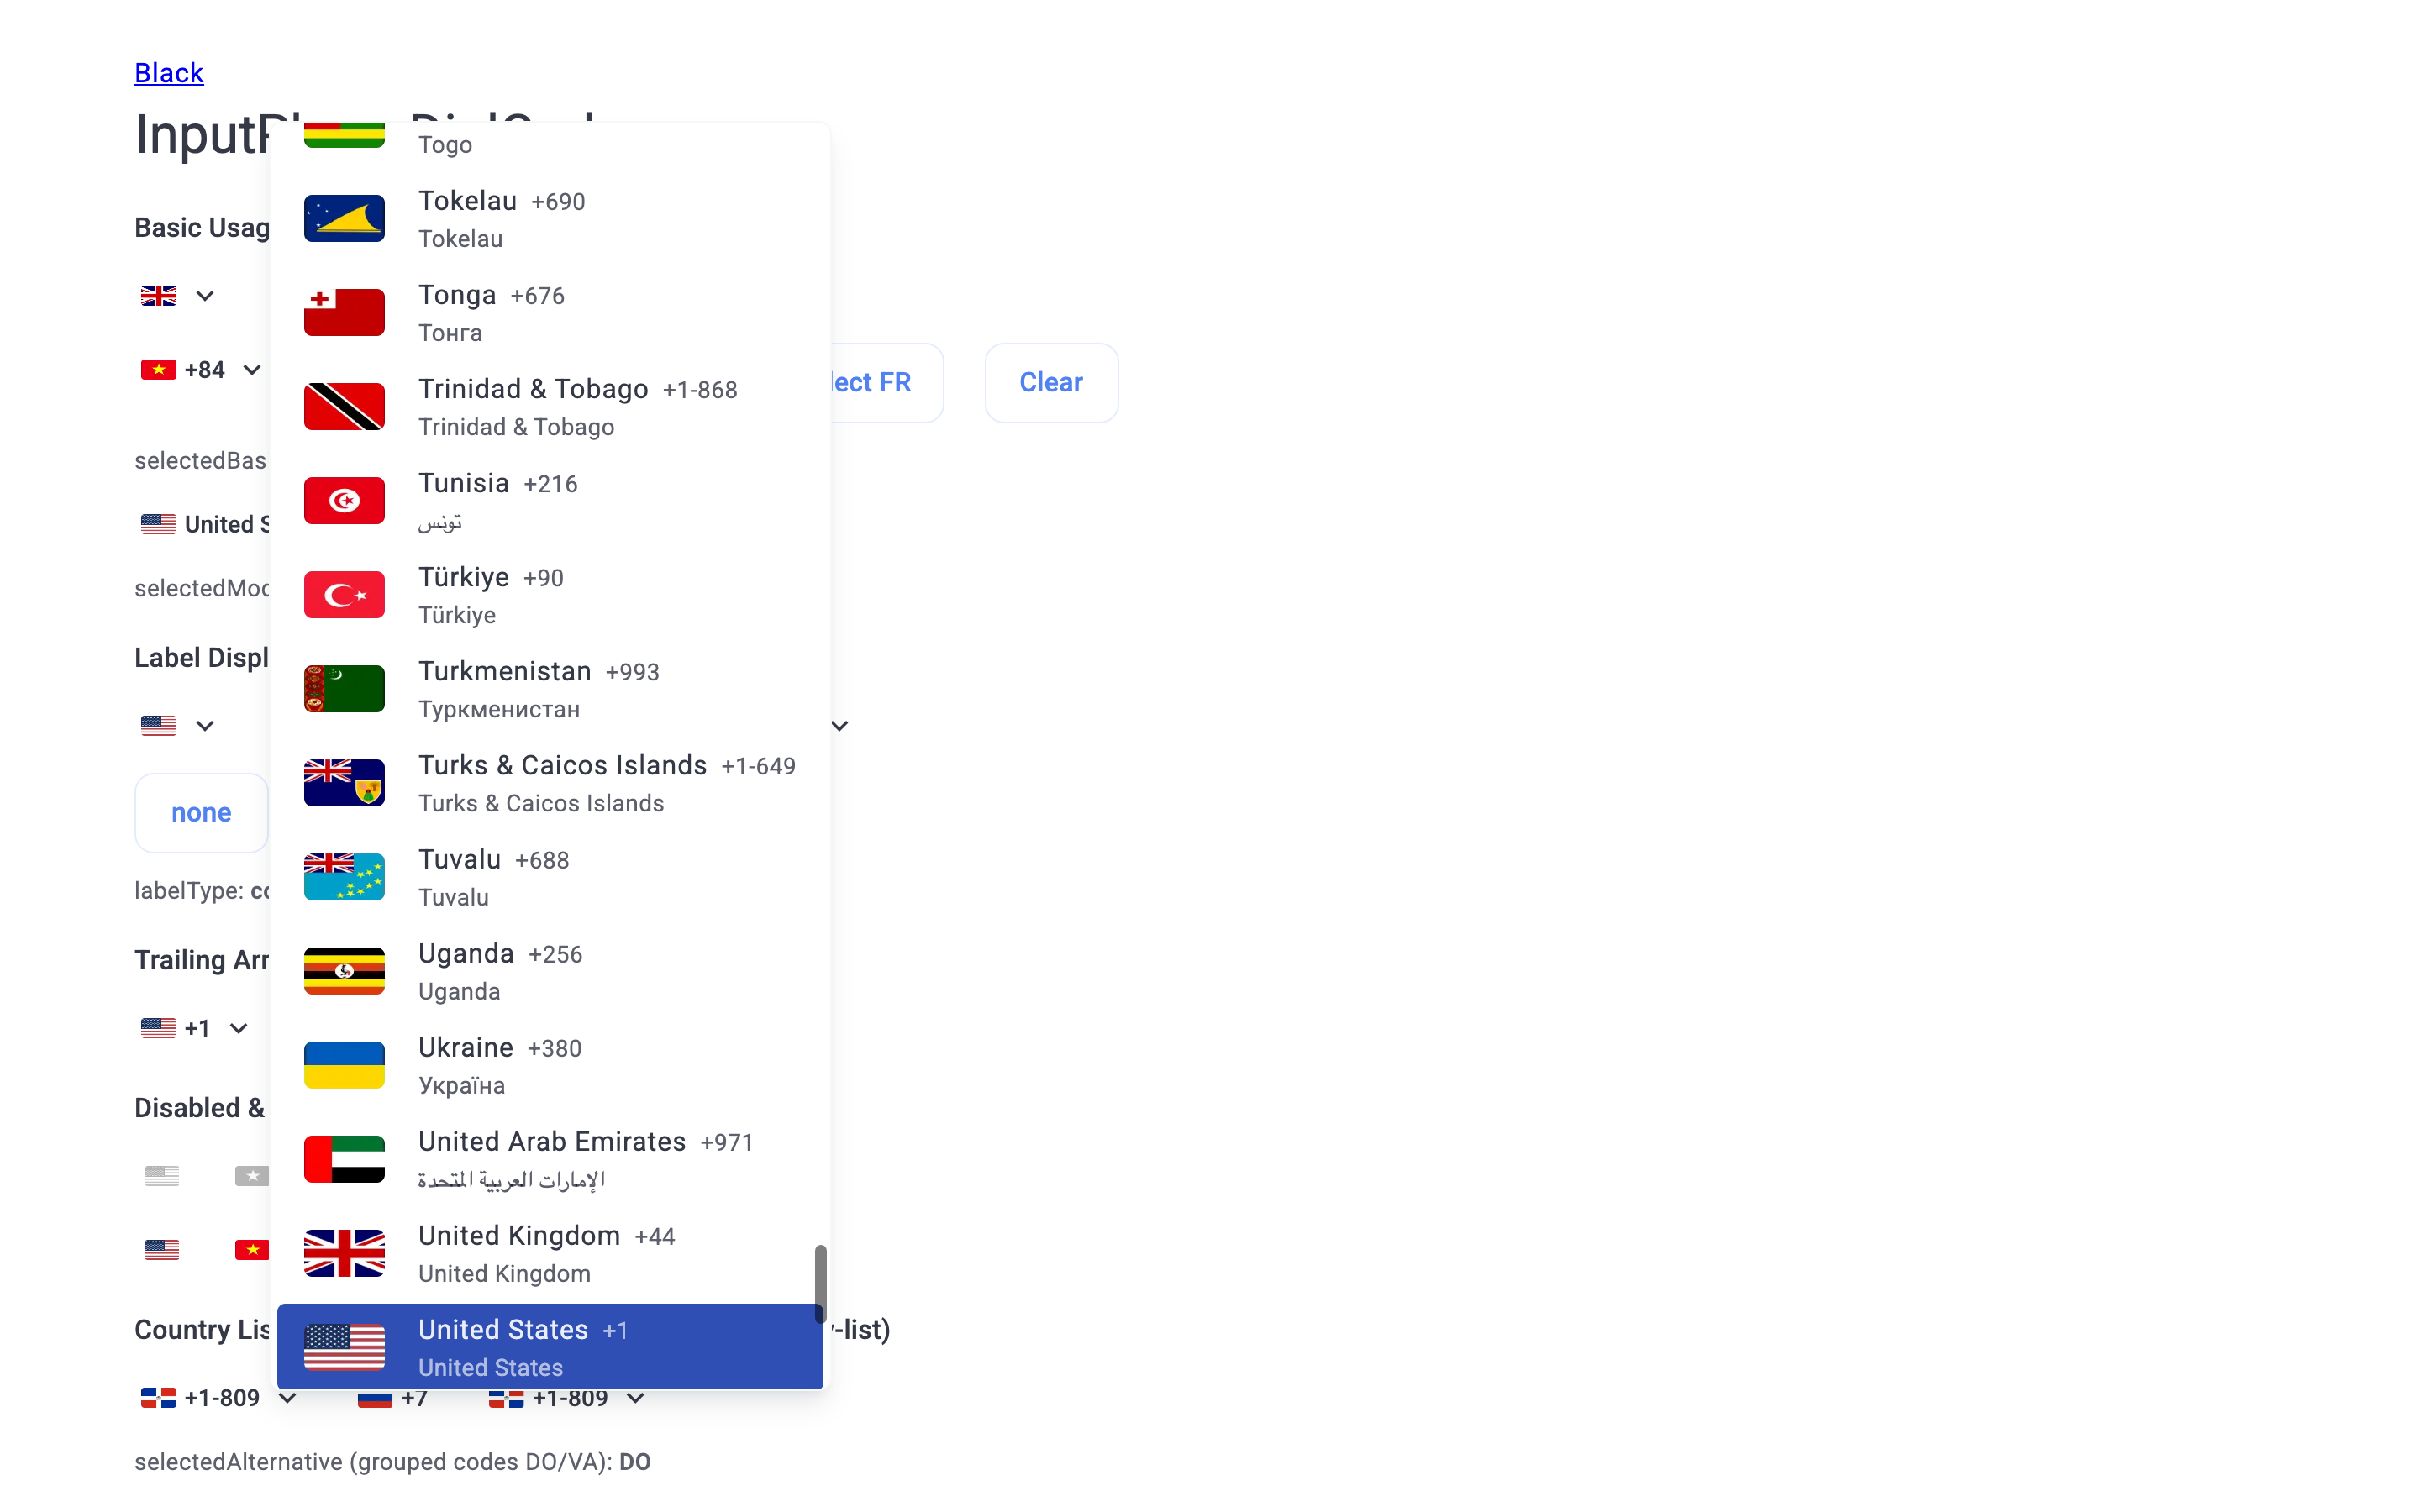 Black
Togo
Basic Usag
Tokelau +690
Tokelau
Tonga +676
Тонга
+84
Trinidad & Tobago +1-868
Trinidad & Tobago
lect FR
Clear
selectedBas
Tunisia +216
تونس
United S
selectedMod
Türkiye +90
Türkiye
Label Displ
Turkmenistan +993
Туркменистан
Turks & Caicos Islands +1-649
Turks & Caicos Islands
none
Tuvalu +688
Tuvalu
labelType: co
Trailing Arr
Uganda +256
Uganda
+1
Ukraine +380
Україна
Disabled &
United Arab Emirates +971
الإمارات العربية المتحدة
United Kingdom +44
United Kingdom
Country Lis
United States +1
United States
-list)
+1-809
+7
+1-809
selectedAlternative (grouped codes DO/VA): DO